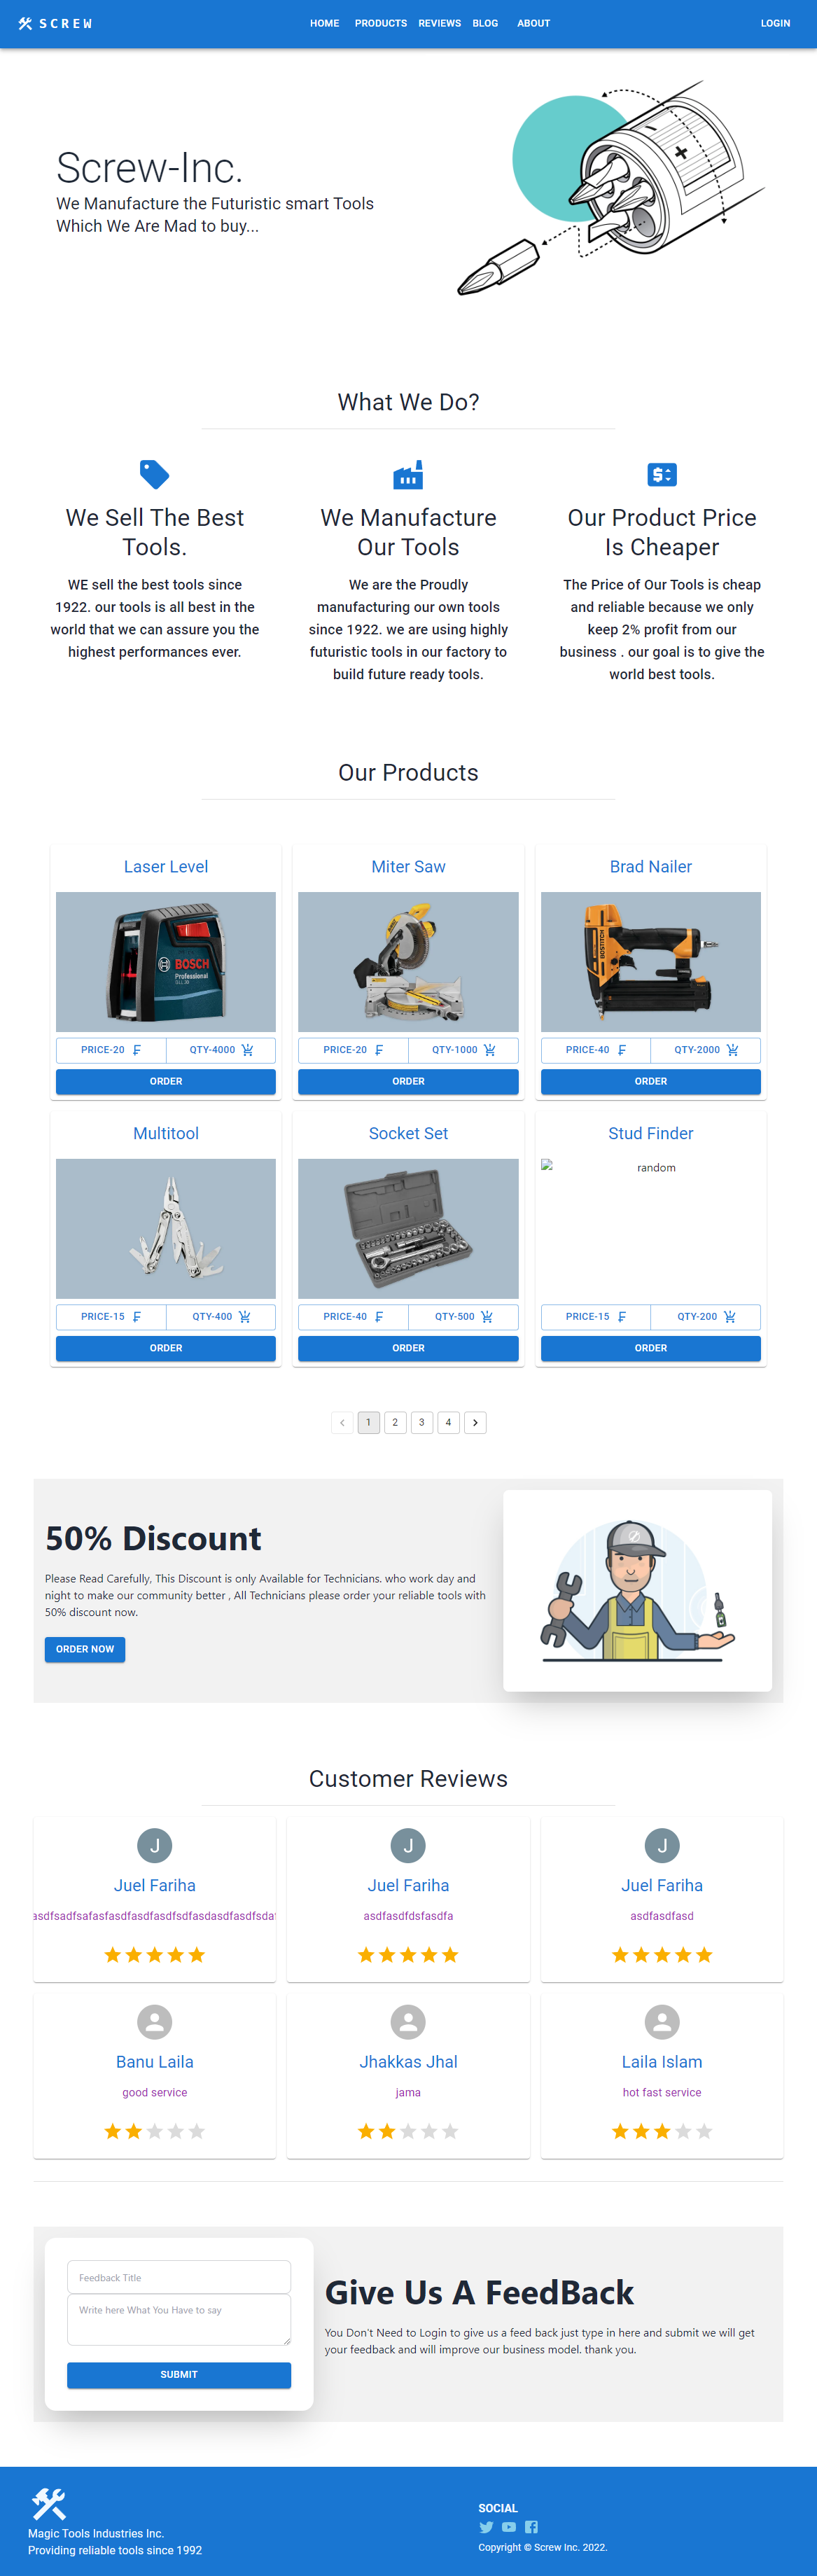 SCREW
HOME PRODUCTS REVIEWS BLOG ABOUT LOGIN
Screw-Inc.
We Manufacture the Futuristic smart Tools
Which We Are Mad to buy...
What We Do?
We Sell The Best
Tools.
WE sell the best tools since
1922. our tools is all best in the
world that we can assure you the
highest performances ever.
We Manufacture
Our Tools
We are the Proudly
manufacturing our own tools
since 1922. we are using highly
futuristic tools in our factory to
build future ready tools.
Our Product Price
Is Cheaper
The Price of Our Tools is cheap
and reliable because we only
keep 2% profit from our
business . our goal is to give the
world best tools.
Our Products
Laser Level
BOSCH
Professional
PRICE-20 QTY-4000
ORDER
Miter Saw
PRICE-20 QTY-1000
ORDER
Brad Nailer
BOSTITCH
PRICE-40 QTY-2000
ORDER
Multitool
PRICE-15 QTY-400
ORDER
Socket Set
PRICE-40 QTY-500
ORDER
Stud Finder
random
PRICE-15 QTY-200
ORDER
1 2 3 4
50% Discount
Please Read Carefully, This Discount is only Available for Technicians. who work day and
night to make our community better , All Technicians please order your reliable tools with
50% discount now.
ORDER NOW
Customer Reviews
J
Juel Fariha
J
Juel Fariha
asdfasdfdsfasdfa
J
Juel Fariha
asdfasdfasd
Banu Laila
good service
Jhakkas Jhal
jama
Laila Islam
hot fast service
Feedback Title
Write here What You Have to say
SUBMIT
Give Us A FeedBack
You Don't Need to Login to give us a feed back just type in here and submit we will get
your feedback and will improve our business model. thank you.
Magic Tools Industries Inc.
Providing reliable tools since 1992
SOCIAL
Copyright © Screw Inc. 2022.